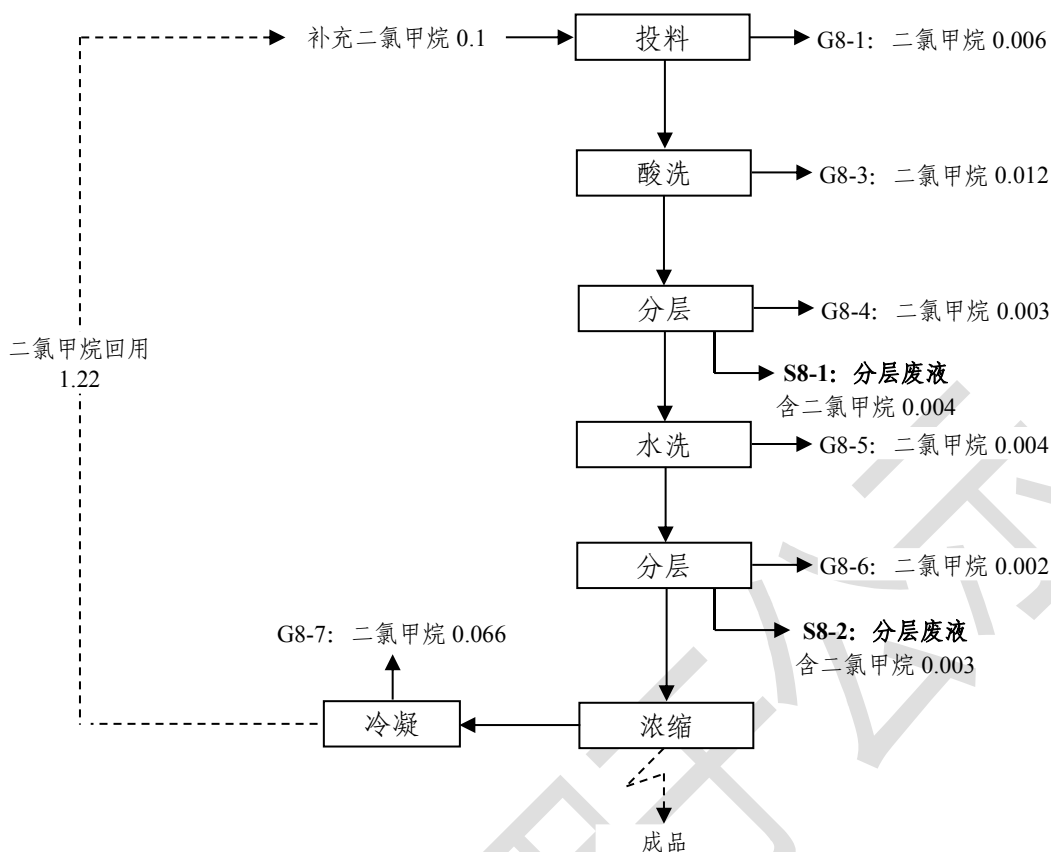 补充二氯甲烷 0.1
投料
G8-1：二氯甲烷 0.006
酸洗
G8-3：二氯甲烷 0.012
分层
G8-4：二氯甲烷 0.003
二氯甲烷回用
1.22
S8-1：分层废液
含二氯甲烷 0.004
水洗
G8-5：二氯甲烷 0.004
分层
G8-6：二氯甲烷 0.002
G8-7：二氯甲烷 0.066
S8-2：分层废液
含二氯甲烷 0.003
冷凝
浓缩
成品